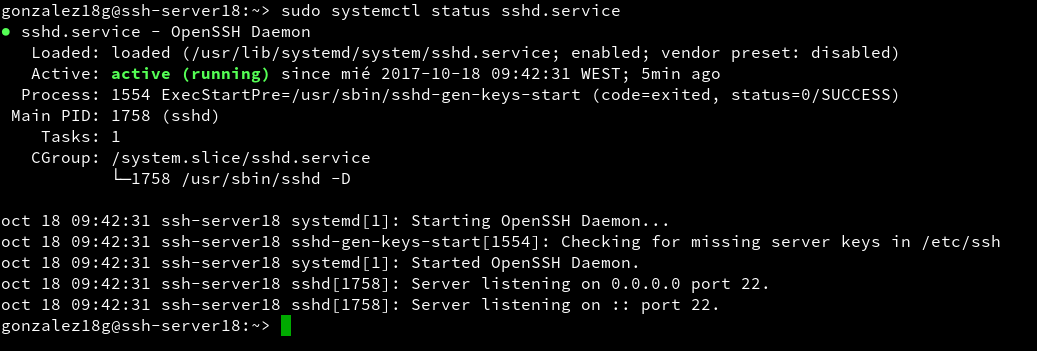 gonzalez18g@ssh-server18:~> sudo systemctl status sshd.service
● sshd.service - OpenSSH Daemon
   Loaded: loaded (/usr/lib/systemd/system/sshd.service; enabled; vendor preset: disabled)
   Active: active (running) since mié 2017-10-18 09:42:31 WEST; 5min ago
  Process: 1554 ExecStartPre=/usr/sbin/sshd-gen-keys-start (code=exited, status=0/SUCCESS)
 Main PID: 1758 (sshd)
    Tasks: 1
   CGroup: /system.slice/sshd.service
           └─1758 /usr/sbin/sshd -D
oct 18 09:42:31 ssh-server18 systemd[1]: Starting OpenSSH Daemon...
oct 18 09:42:31 ssh-server18 sshd-gen-keys-start[1554]: Checking for missing server keys in /etc/ssh
oct 18 09:42:31 ssh-server18 systemd[1]: Started OpenSSH Daemon.
oct 18 09:42:31 ssh-server18 sshd[1758]: Server listening on 0.0.0.0 port 22.
oct 18 09:42:31 ssh-server18 sshd[1758]: Server listening on :: port 22.
gonzalez18g@ssh-server18:~>